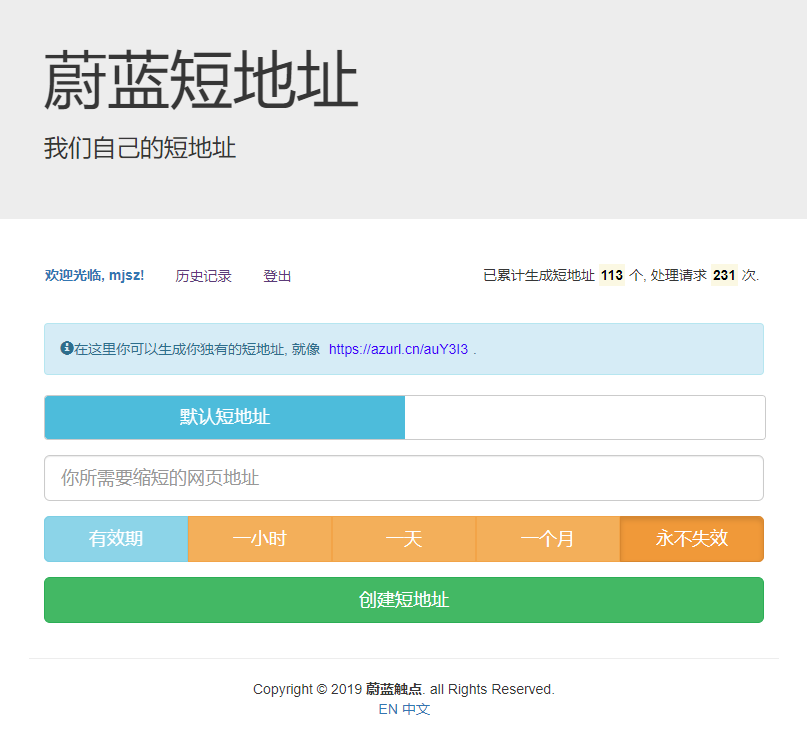 蔚蓝短地址
我们自己的短地址
欢迎光临, mjsz! 历史记录 登出 已累计生成短地址 113 个, 处理请求 231 次.
在这里你可以生成你独有的短地址, 就像 https://azurl.cn/auY3I3 .
默认短地址
你所需要缩短的网页地址
有效期 一小时 一天 一个月 永不失效
创建短地址
Copyright © 2019 蔚蓝触点. all Rights Reserved.
EN 中文